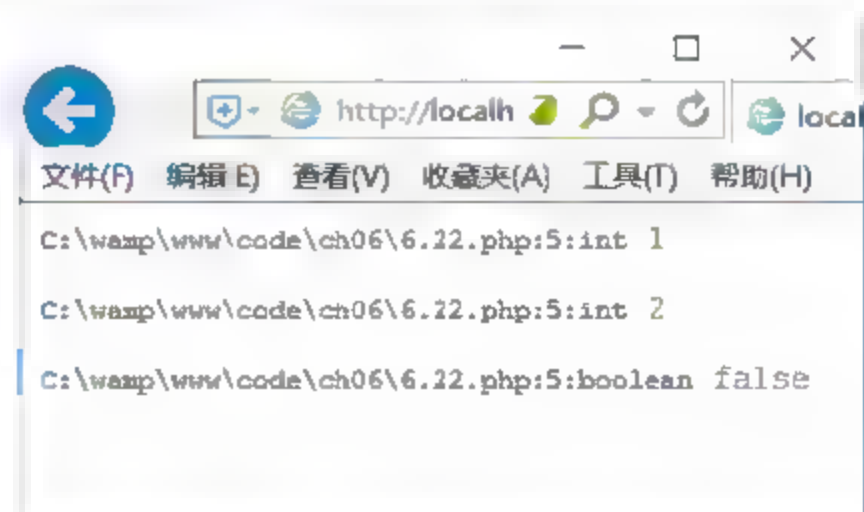 http://localh
local
文件(F) 编辑E) 查看(V) 收藏夹(A) 工具(T) 帮助(H)
C:\wamp\www\code\ch06\6.22.php:5:int 1
C:\wamp\www\code\ch06\6.22.php:5:int 2
C:\wamp\www\code\ch06\6.22.php:5:boolean false